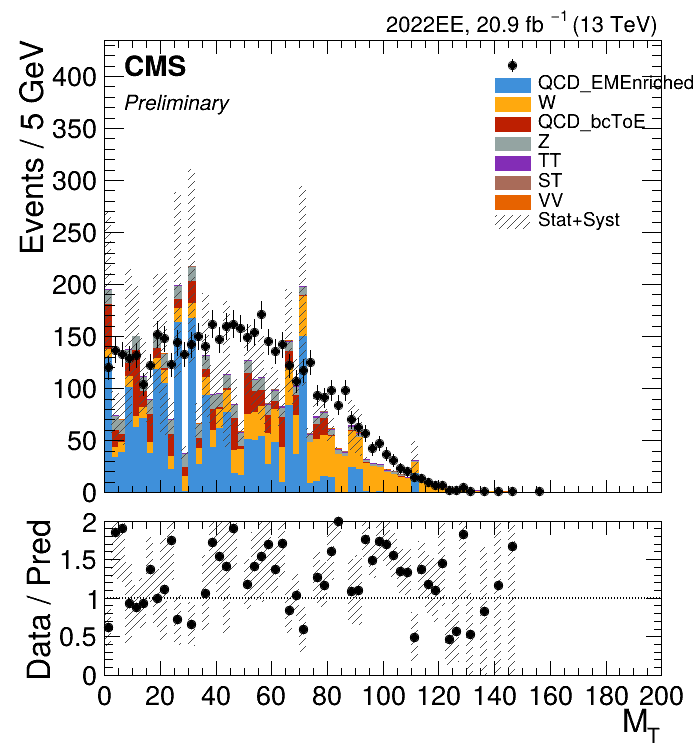 2022EE, 20.9 fb ⁻¹ (13 TeV)
Events / 5 GeV
400
350
300
250
200
150
100
50
0
CMS
Preliminary
QCD_EMEnriched
W
QCD_bcToE
Z
TT
ST
VV
Stat+Syst
Data / Pred
2
1.5
1
0.5
0
0 20 40 60 80 100 120 140 160 180 200
M_T